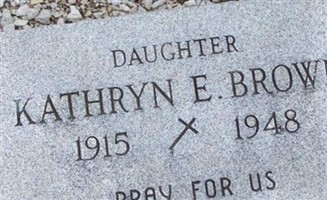 DAUGHTER
KATHRYN E. BROW
1915 1948
PRAY FOR US